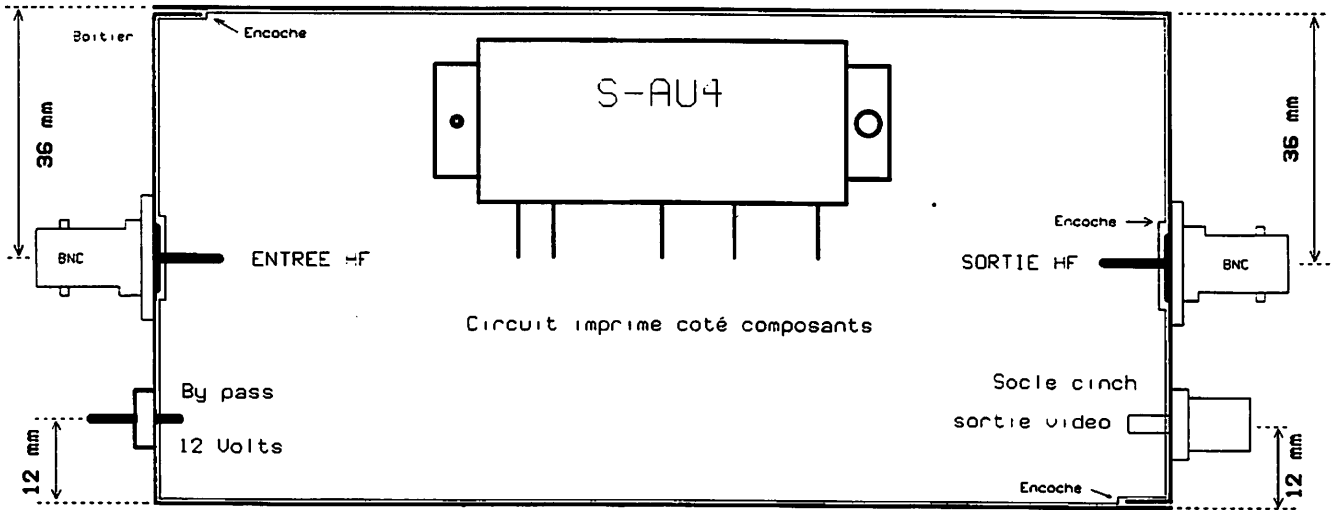 Boitier
Encoche
S-AU4
36 mm
36 mm
Encoche
BNC
ENTREE HF
SORTIE HF
BNC
Circuit imprime coté composants
By pass
12 Volts
Socle cinch
sortie video
12 mm
12 mm
Encoche